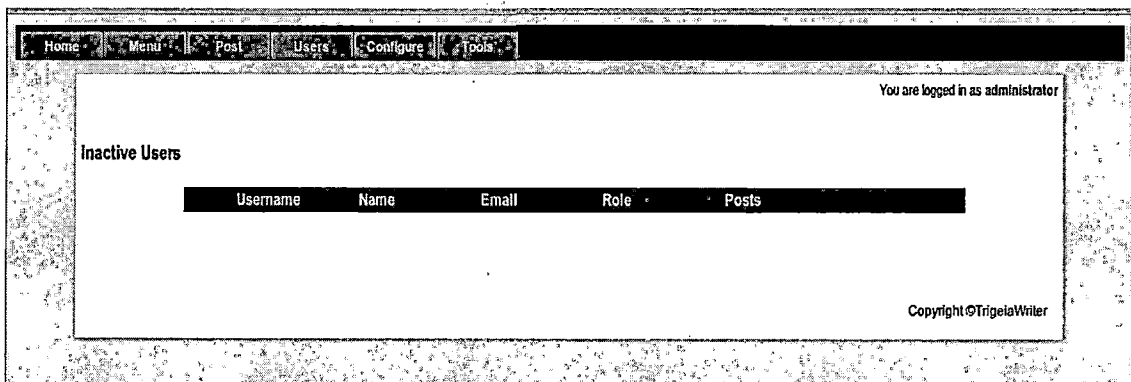 Home Menu Post Users Configure Tools
You are logged in as administrator
Inactive Users
Username Name Email Role Posts
Copyright ©TrigelaWriter